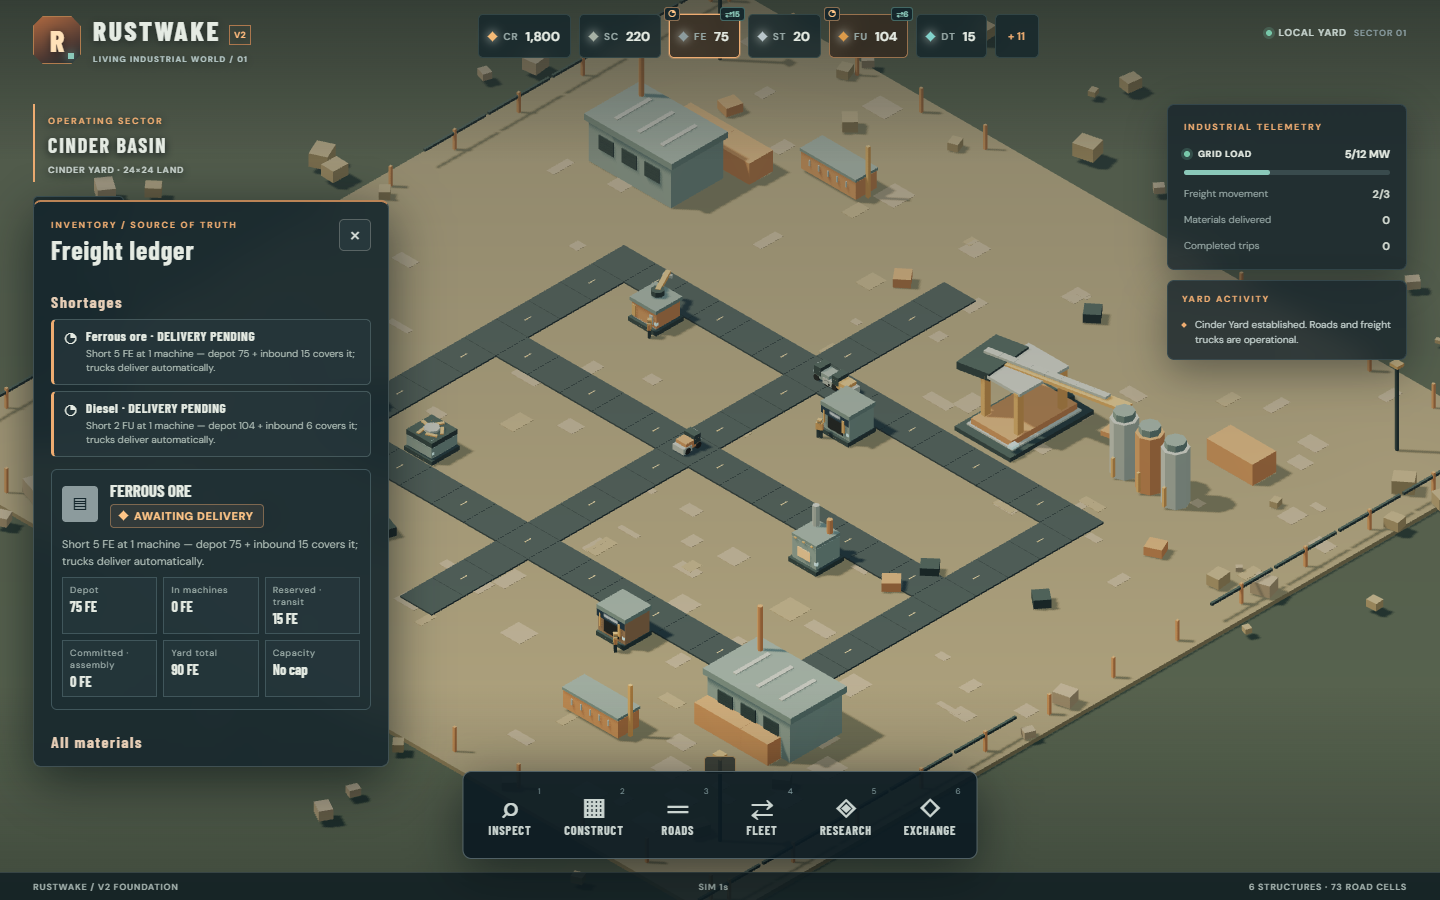 R
RUSTWAKE V2
LIVING INDUSTRIAL WORLD / 01
CR 1,800
SC 220
15
FE 75
ST 20
6
FU 104
DT 15
+ 11
LOCAL YARD SECTOR 01
OPERATING SECTOR
CINDER BASIN
CINDER YARD · 24×24 LAND
INVENTORY / SOURCE OF TRUTH
Freight ledger
×
Shortages
Ferrous ore · DELIVERY PENDING
Short 5 FE at 1 machine — depot 75 + inbound 15 covers it;
trucks deliver automatically.
Diesel · DELIVERY PENDING
Short 2 FU at 1 machine — depot 104 + inbound 6 covers it;
trucks deliver automatically.
FERROUS ORE
AWAITING DELIVERY
Short 5 FE at 1 machine — depot 75 + inbound 15 covers it;
trucks deliver automatically.
Depot
75 FE
In machines
0 FE
Reserved ·
transit
15 FE
Committed ·
assembly
0 FE
Yard total
90 FE
Capacity
No cap
All materials
INDUSTRIAL TELEMETRY
GRID LOAD 5/12 MW
Freight movement 2/3
Materials delivered 0
Completed trips 0
YARD ACTIVITY
Cinder Yard established. Roads and freight
trucks are operational.
1
INSPECT
2
CONSTRUCT
3
ROADS
4
FLEET
5
RESEARCH
6
EXCHANGE
RUSTWAKE / V2 FOUNDATION
SIM 1s
6 STRUCTURES · 73 ROAD CELLS